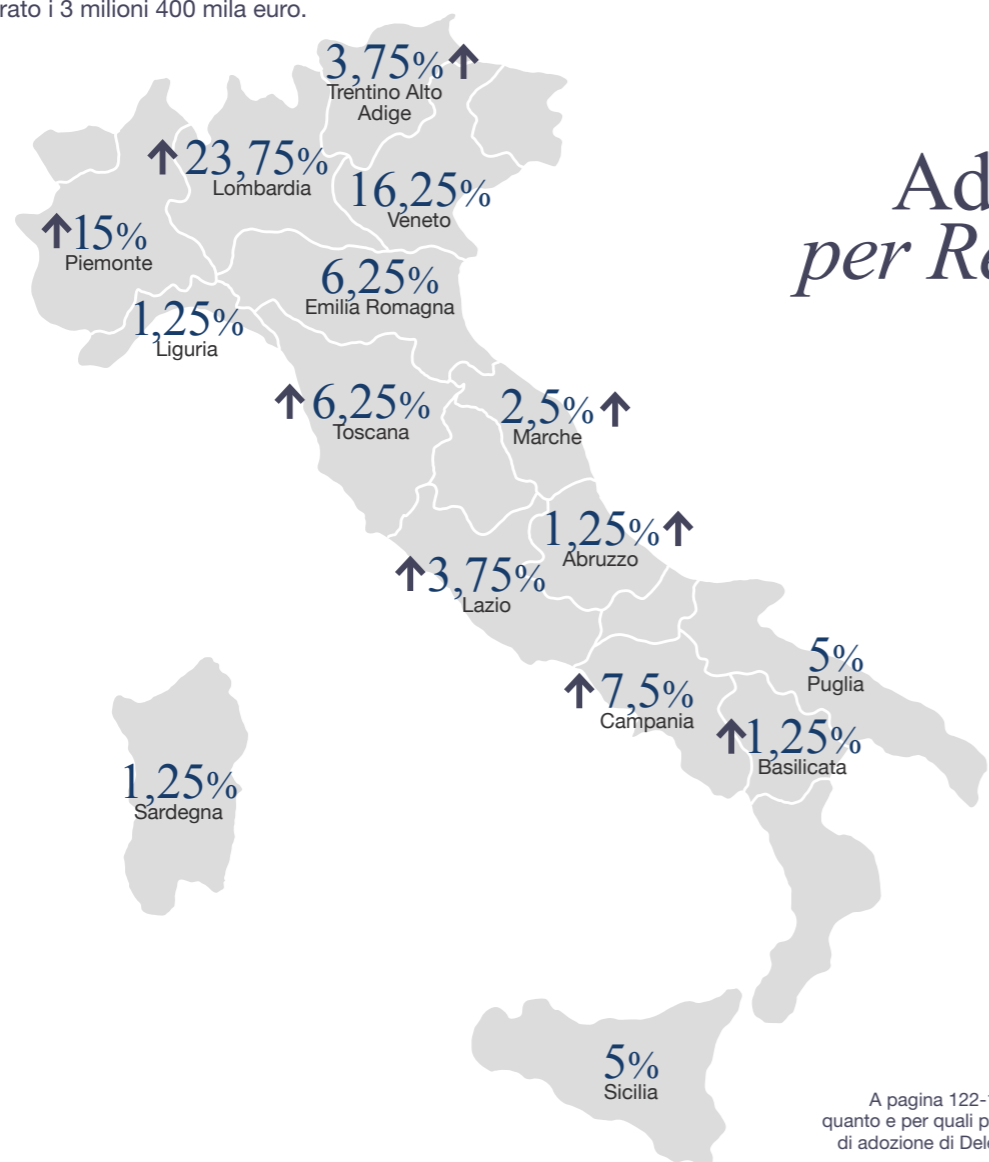 rato i 3 milioni 400 mila euro.
3,75% ↑
Trentino Alto
Adige
↑ 23,75%
Lombardia
16,25%
Veneto
↑ 15%
Piemonte
6,25%
Emilia Romagna
1,25%
Liguria
↑ 6,25%
Toscana
2,5% ↑
Marche
1,25% ↑
Abruzzo
↑ 3,75%
Lazio
5%
Puglia
↑ 7,5%
Campania
↑ 1,25%
Basilicata
1,25%
Sardegna
5%
Sicilia
Ad
per Re
A pagina 122-1
quanto e per quali p
di adozione di Dele